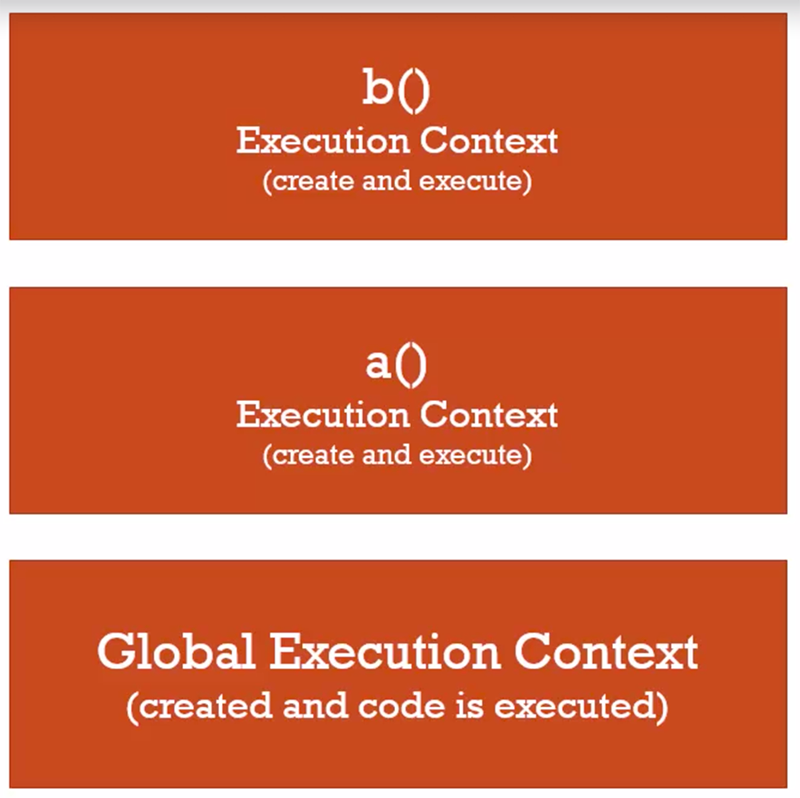 b()
Execution Context
(create and execute)
a()
Execution Context
(create and execute)
Global Execution Context
(created and code is executed)